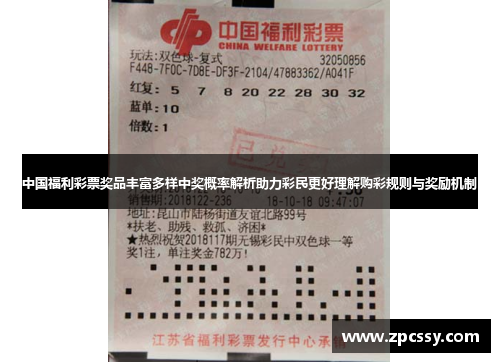 中国福利彩票
CHINA WELFARE LOTTERY
玩法:双色球-复式 32050856
F448-7F0C-7D8E-DF3F-2104/47883362/A041F
红复: 5 7 8 20 22 28 30 32
蓝单:10
倍数:1
已兑
中国福利彩票奖品丰富多样中奖概率解析助力彩民更好理解购彩规则与奖励机制
销售期:2018122-236 18-10-18 09:47:07
地址:昆山市陆杨街道友谊北路99号
*扶老、助残、救孤、济困*
★热烈祝贺2018117期无锡彩民中双色球一等
奖1注,单注奖金782万!
江苏省福利彩票发行中心承销
www.zpcssy.com